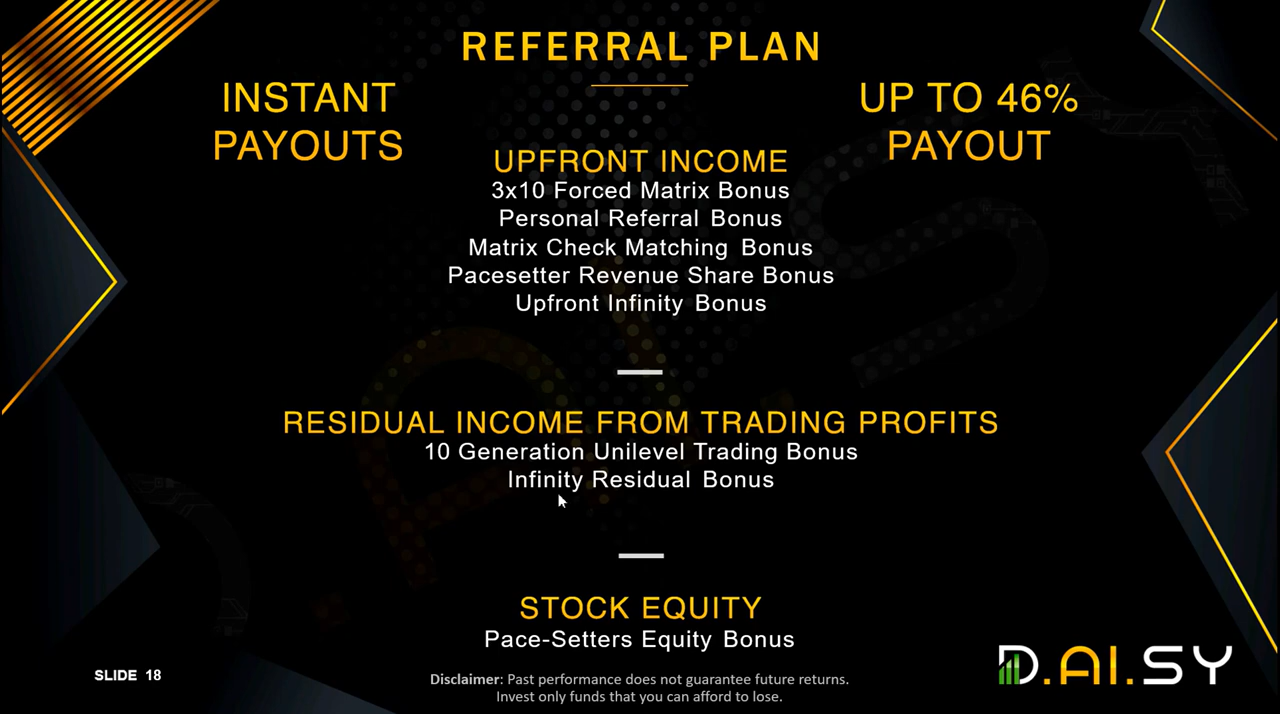 REFERRAL PLAN
INSTANT
PAYOUTS
UP TO 46%
PAYOUT
UPFRONT INCOME
3x10 Forced Matrix Bonus
Personal Referral Bonus
Matrix Check Matching Bonus
Pacesetter Revenue Share Bonus
Upfront Infinity Bonus
RESIDUAL INCOME FROM TRADING PROFITS
10 Generation Unilevel Trading Bonus
Infinity Residual Bonus
STOCK EQUITY
Pace-Setters Equity Bonus
SLIDE 18
Disclaimer: Past performance does not guarantee future returns.
Invest only funds that you can afford to lose.
D.AI.SY